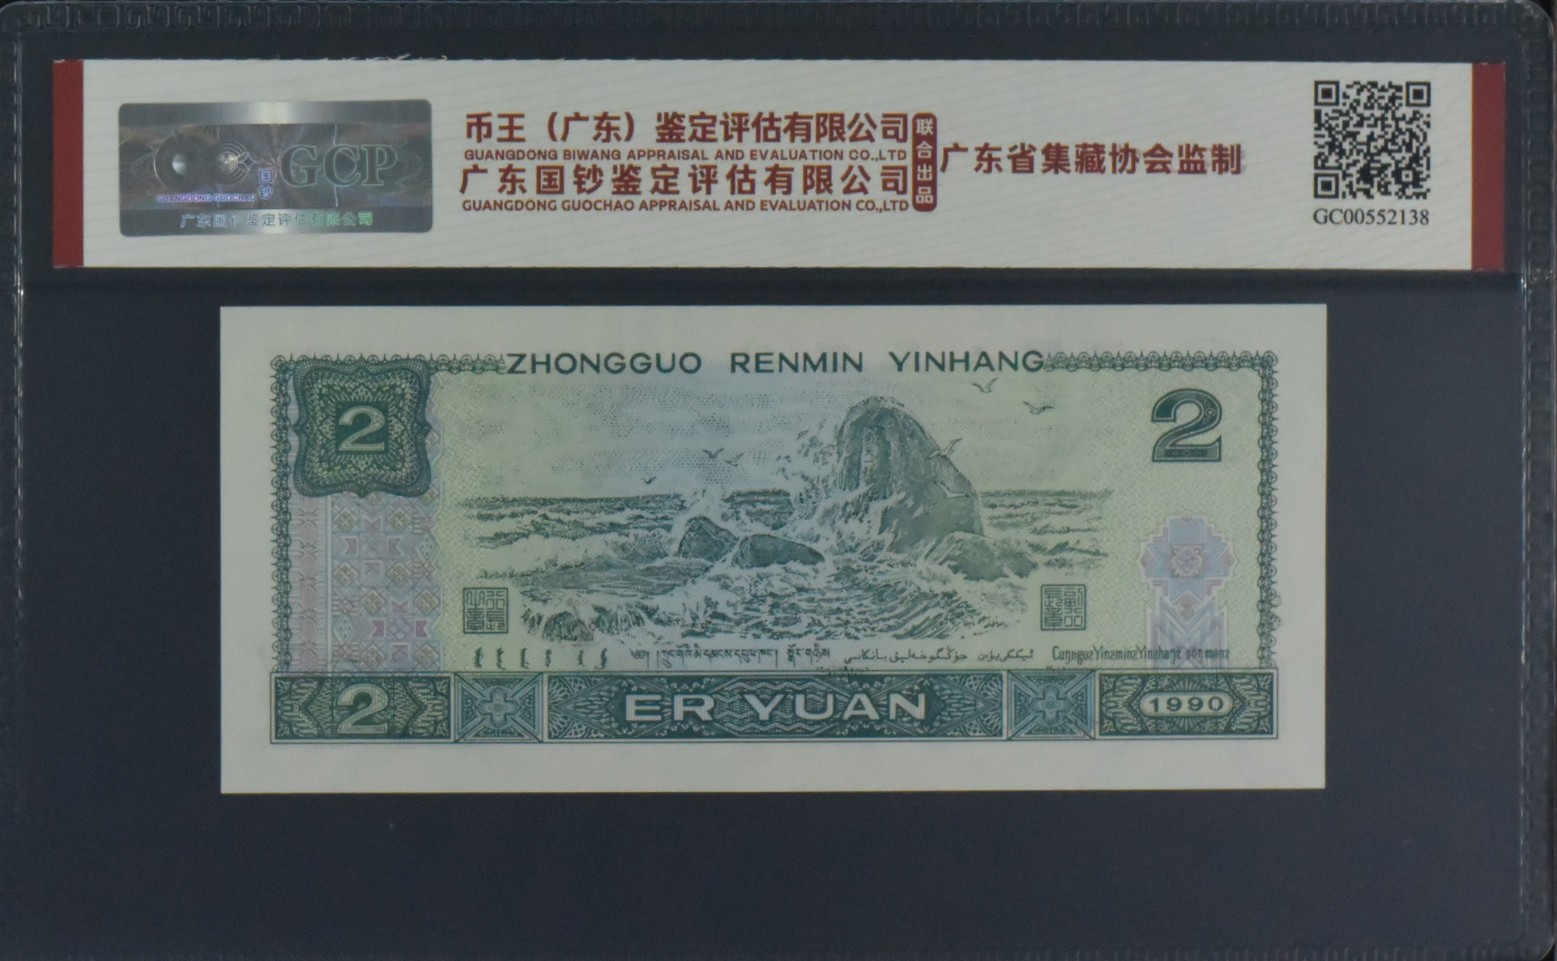 GCP
国钞
GUANGDONG GUOCHAO
广东国钞鉴定评估有限公司
币王（广东）鉴定评估有限公司
GUANGDONG BIWANG APPRAISAL AND EVALUATION CO.,LTD
广东国钞鉴定评估有限公司
GUANGDONG GUOCHAO APPRAISAL AND EVALUATION CO.,LTD
联合出品
广东省集藏协会监制
GC00552138
ZHONGGUO RENMIN YINHANG
2
2
Cunngoz Yinzminz Yinzhangz
2
ER YUAN
1990